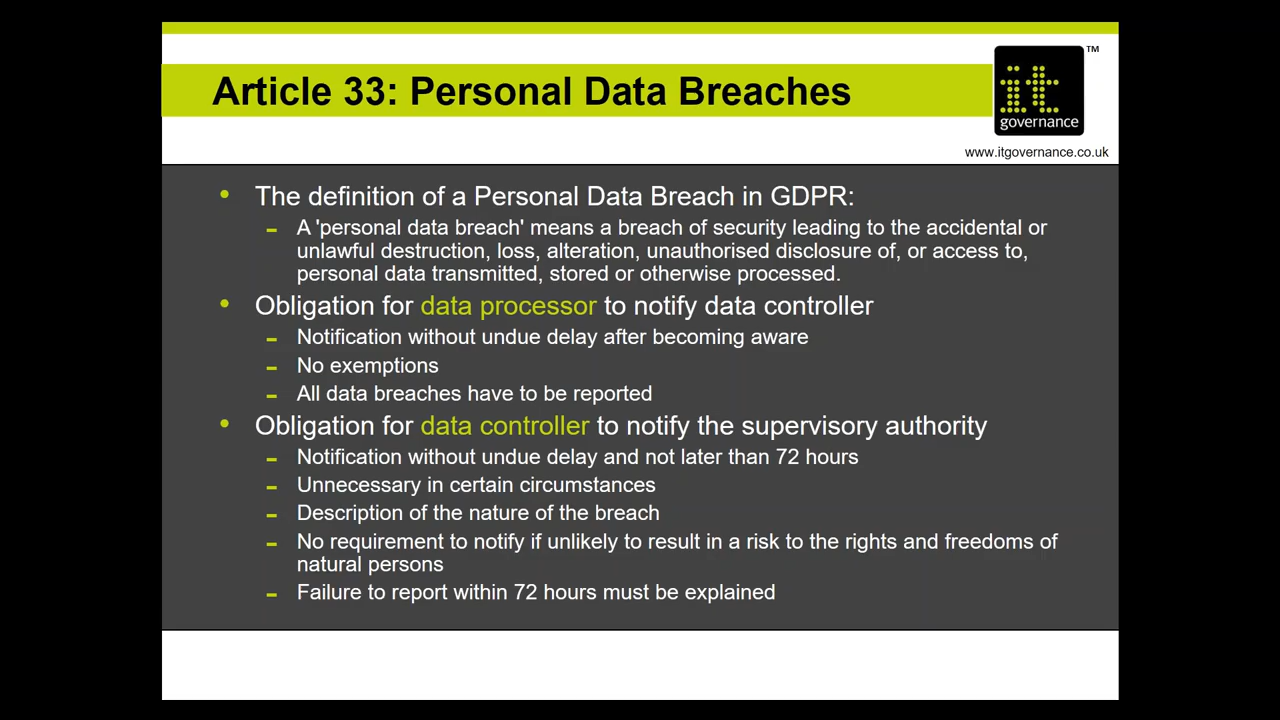 TM
Article 33: Personal Data Breaches
it
governance
www.itgovernance.co.uk
• The definition of a Personal Data Breach in GDPR:
– A 'personal data breach' means a breach of security leading to the accidental or
unlawful destruction, loss, alteration, unauthorised disclosure of, or access to,
personal data transmitted, stored or otherwise processed.
• Obligation for data processor to notify data controller
– Notification without undue delay after becoming aware
– No exemptions
– All data breaches have to be reported
• Obligation for data controller to notify the supervisory authority
– Notification without undue delay and not later than 72 hours
– Unnecessary in certain circumstances
– Description of the nature of the breach
– No requirement to notify if unlikely to result in a risk to the rights and freedoms of
natural persons
– Failure to report within 72 hours must be explained